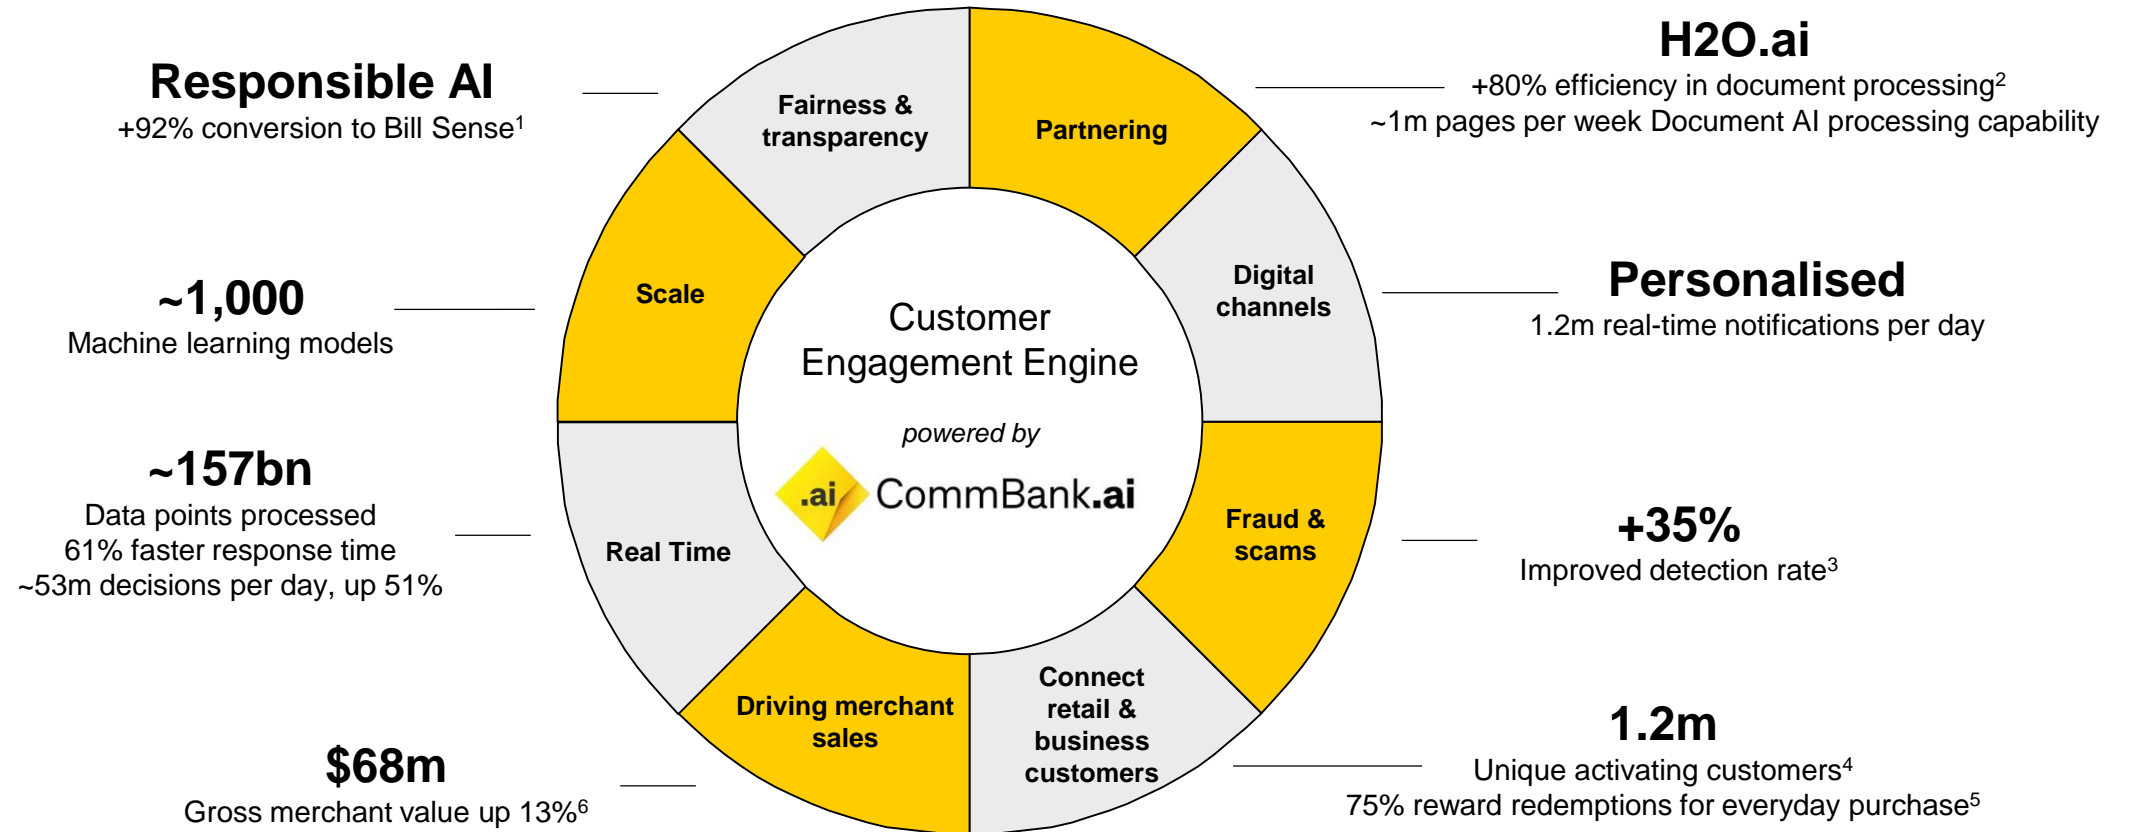 Responsible AI
+92% conversion to Bill Sense¹
~1,000
Machine learning models
~157bn
Data points processed
61% faster response time
~53m decisions per day, up 51%
$68m
Gross merchant value up 13%⁶
Fairness &
transparency
Partnering
Scale
Digital
channels
Real Time
Fraud &
scams
Driving merchant
sales
Connect
retail &
business
customers
Customer
Engagement Engine
powered by
.ai CommBank.ai
H2O.ai
+80% efficiency in document processing²
~1m pages per week Document AI processing capability
Personalised
1.2m real-time notifications per day
+35%
Improved detection rate³
1.2m
Unique activating customers⁴
75% reward redemptions for everyday purchase⁵